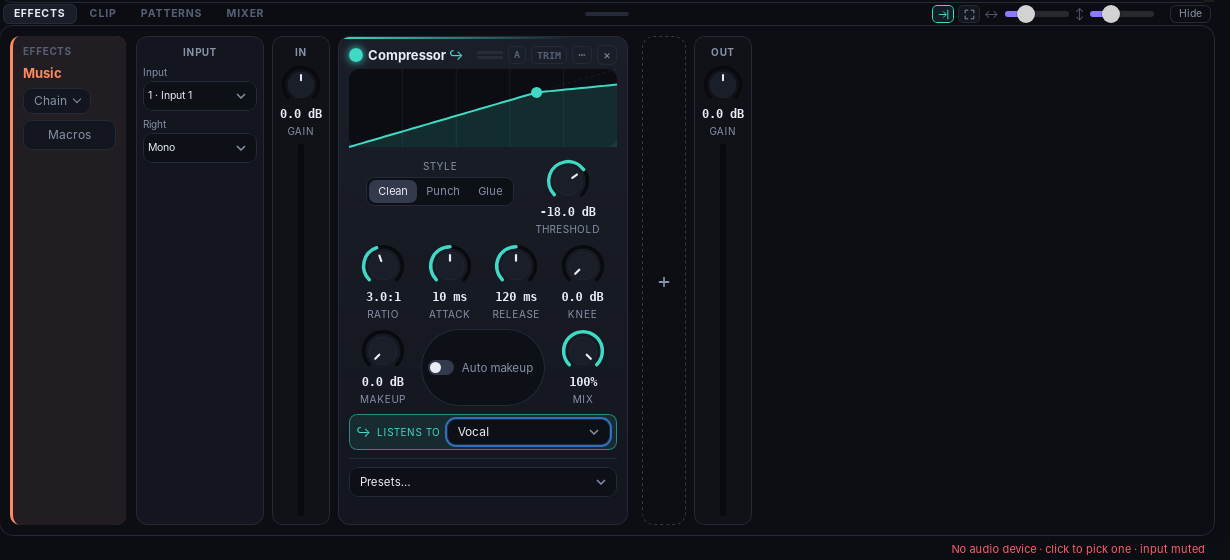 EFFECTS CLIP PATTERNS MIXER Hide
EFFECTS
Music
Chain
Macros
INPUT
Input
1 · Input 1
Right
Mono
IN
0.0 dB
GAIN
Compressor A TRIM ⋯ ×
STYLE
Clean Punch Glue
-18.0 dB
THRESHOLD
3.0:1 10 ms 120 ms 0.0 dB
RATIO ATTACK RELEASE KNEE
0.0 dB
MAKEUP
Auto makeup
100%
MIX
LISTENS TO Vocal
Presets...
+
OUT
0.0 dB
GAIN
No audio device · click to pick one · input muted